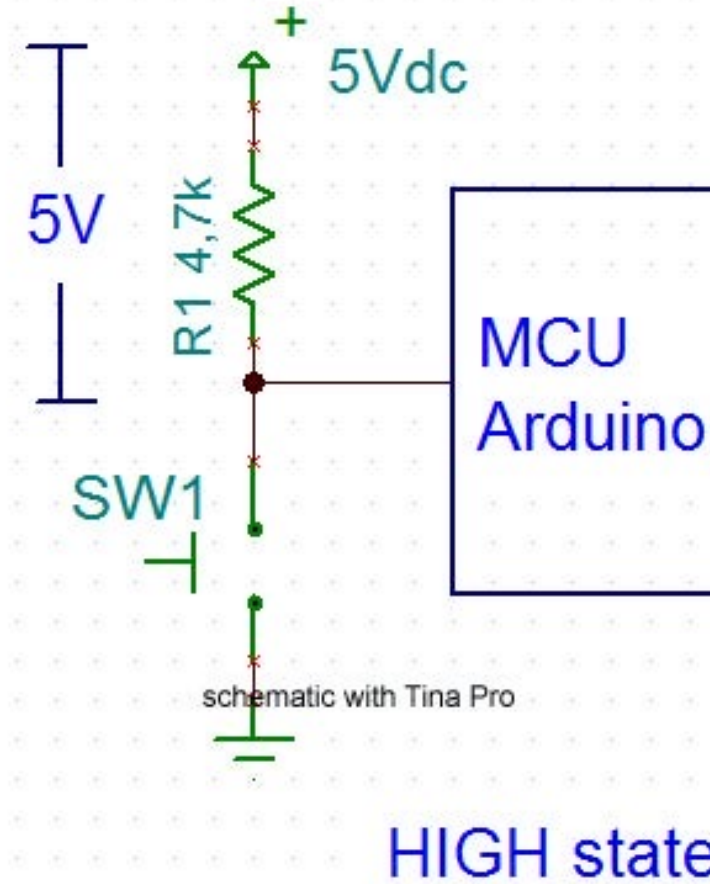 +
5Vdc
5V
R1 4,7k
MCU
Arduino
SW1
schematic with Tina Pro
HIGH state